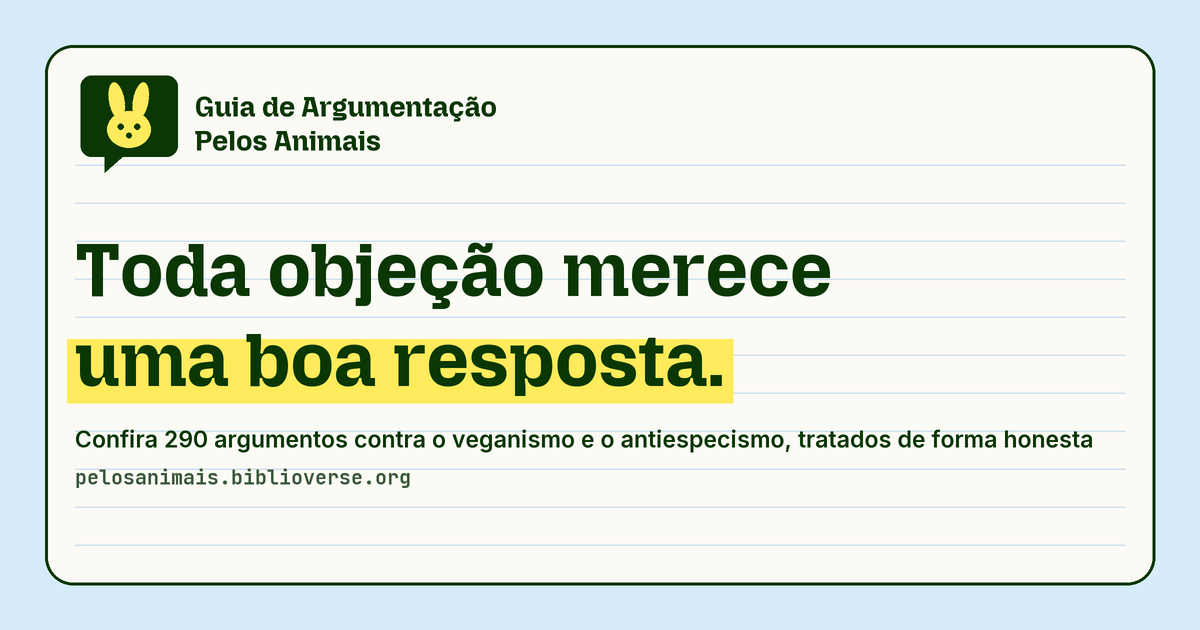 Guia de Argumentação
Pelos Animais
Toda objeção merece
uma boa resposta.
Confira 290 argumentos contra o veganismo e o antiespecismo, tratados de forma honesta
pelosanimais.biblioverse.org